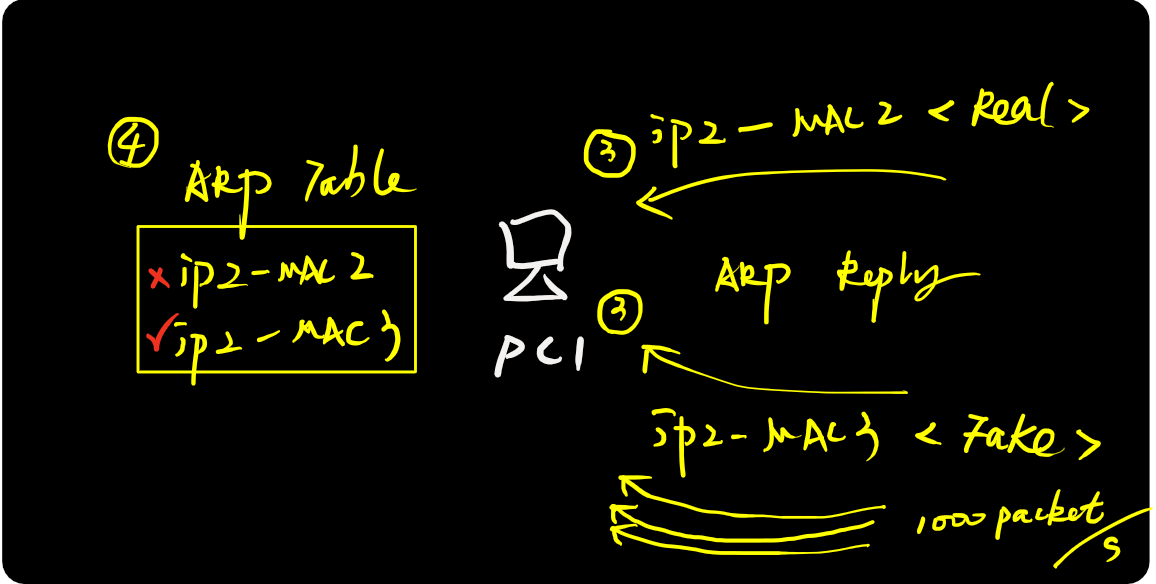 ④
ARP Table
× ip2-MAC2
✓ ip2-MAC3
PC1
③ ip2-MAC2 <Real>
ARP Reply
③
ip2-MAC3 <Fake>
1000 packet/s